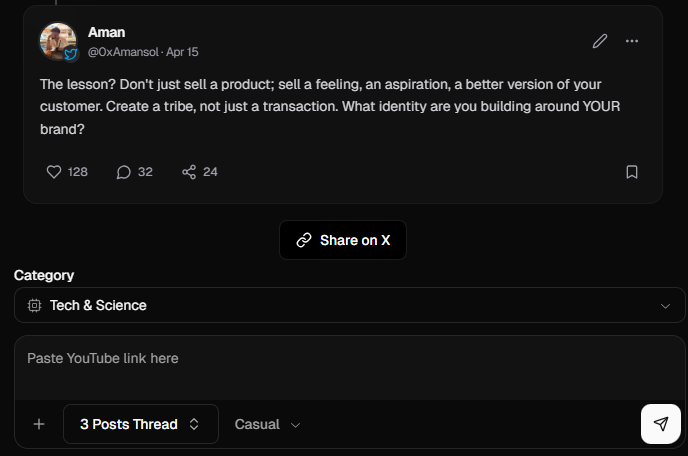 Aman
@0xAmansol · Apr 15
The lesson? Don't just sell a product; sell a feeling, an aspiration, a better version of your
customer. Create a tribe, not just a transaction. What identity are you building around YOUR
brand?
128 32 24
Share on X
Category
Tech & Science
Paste YouTube link here
3 Posts Thread Casual